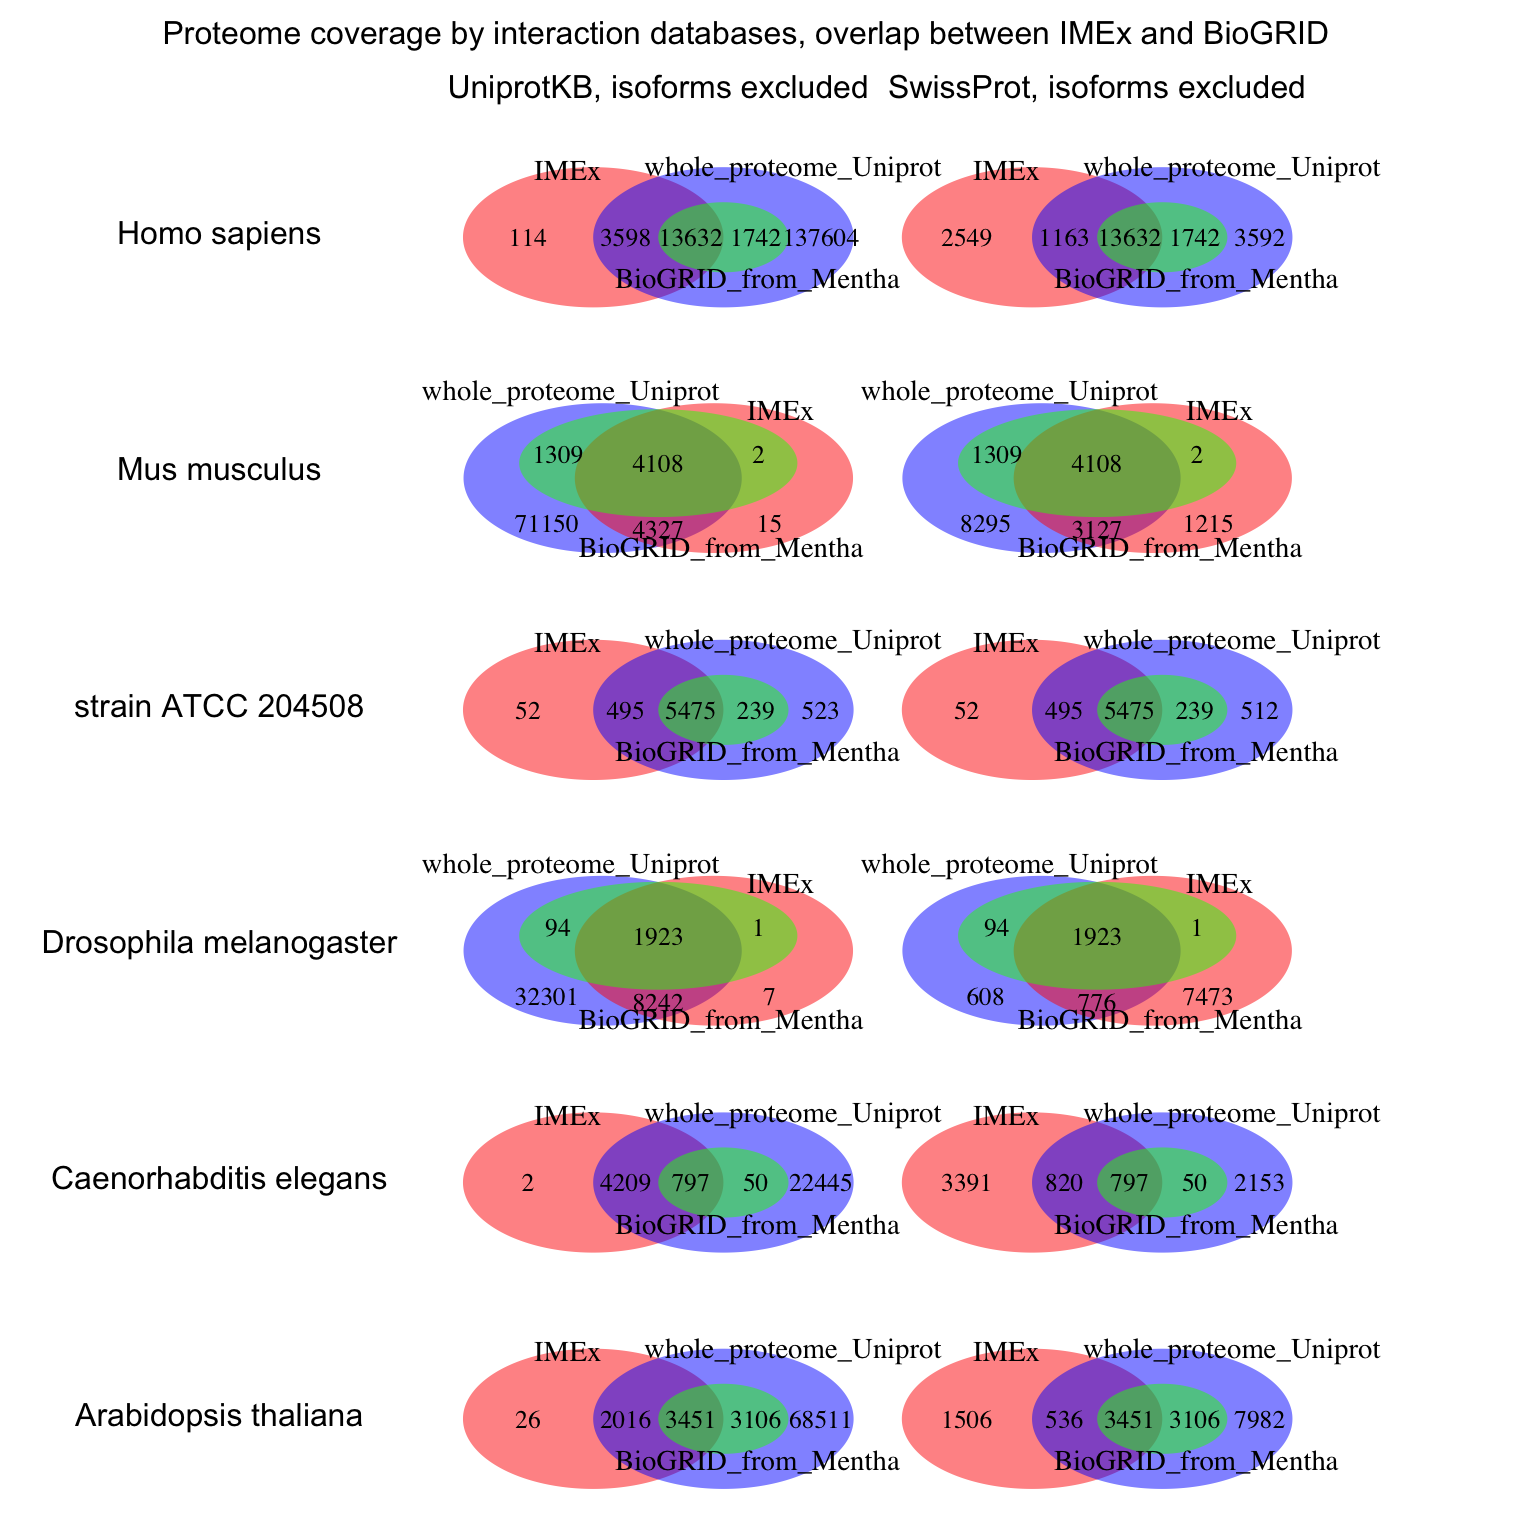 Proteome coverage by interaction databases, overlap between IMEx and BioGRID
UniprotKB, isoforms excluded SwissProt, isoforms excluded
IMEx whole_proteome_Uniprot IMEx whole_proteome_Uniprot
Homo sapiens 114 3598 13632 1742 137604 2549 1163 13632 1742 3592
BioGRID_from_Mentha BioGRID_from_Mentha
whole_proteome_Uniprot whole_proteome_Uniprot
IMEx IMEx
1309 4108 2 1309 4108 2
Mus musculus
71150 4327 15 8295 3127 1215
BioGRID_from_Mentha BioGRID_from_Mentha
IMEx whole_proteome_Uniprot IMEx whole_proteome_Uniprot
strain ATCC 204508 52 495 5475 239 523 52 495 5475 239 512
BioGRID_from_Mentha BioGRID_from_Mentha
whole_proteome_Uniprot whole_proteome_Uniprot
IMEx IMEx
94 1923 1 94 1923 1
Drosophila melanogaster
32301 8242 7 608 776 7473
BioGRID_from_Mentha BioGRID_from_Mentha
IMEx whole_proteome_Uniprot IMEx whole_proteome_Uniprot
Caenorhabditis elegans 2 4209 797 50 22445 3391 820 797 50 2153
BioGRID_from_Mentha BioGRID_from_Mentha
IMEx whole_proteome_Uniprot IMEx whole_proteome_Uniprot
Arabidopsis thaliana 26 2016 3451 3106 68511 1506 536 3451 3106 7982
BioGRID_from_Mentha BioGRID_from_Mentha